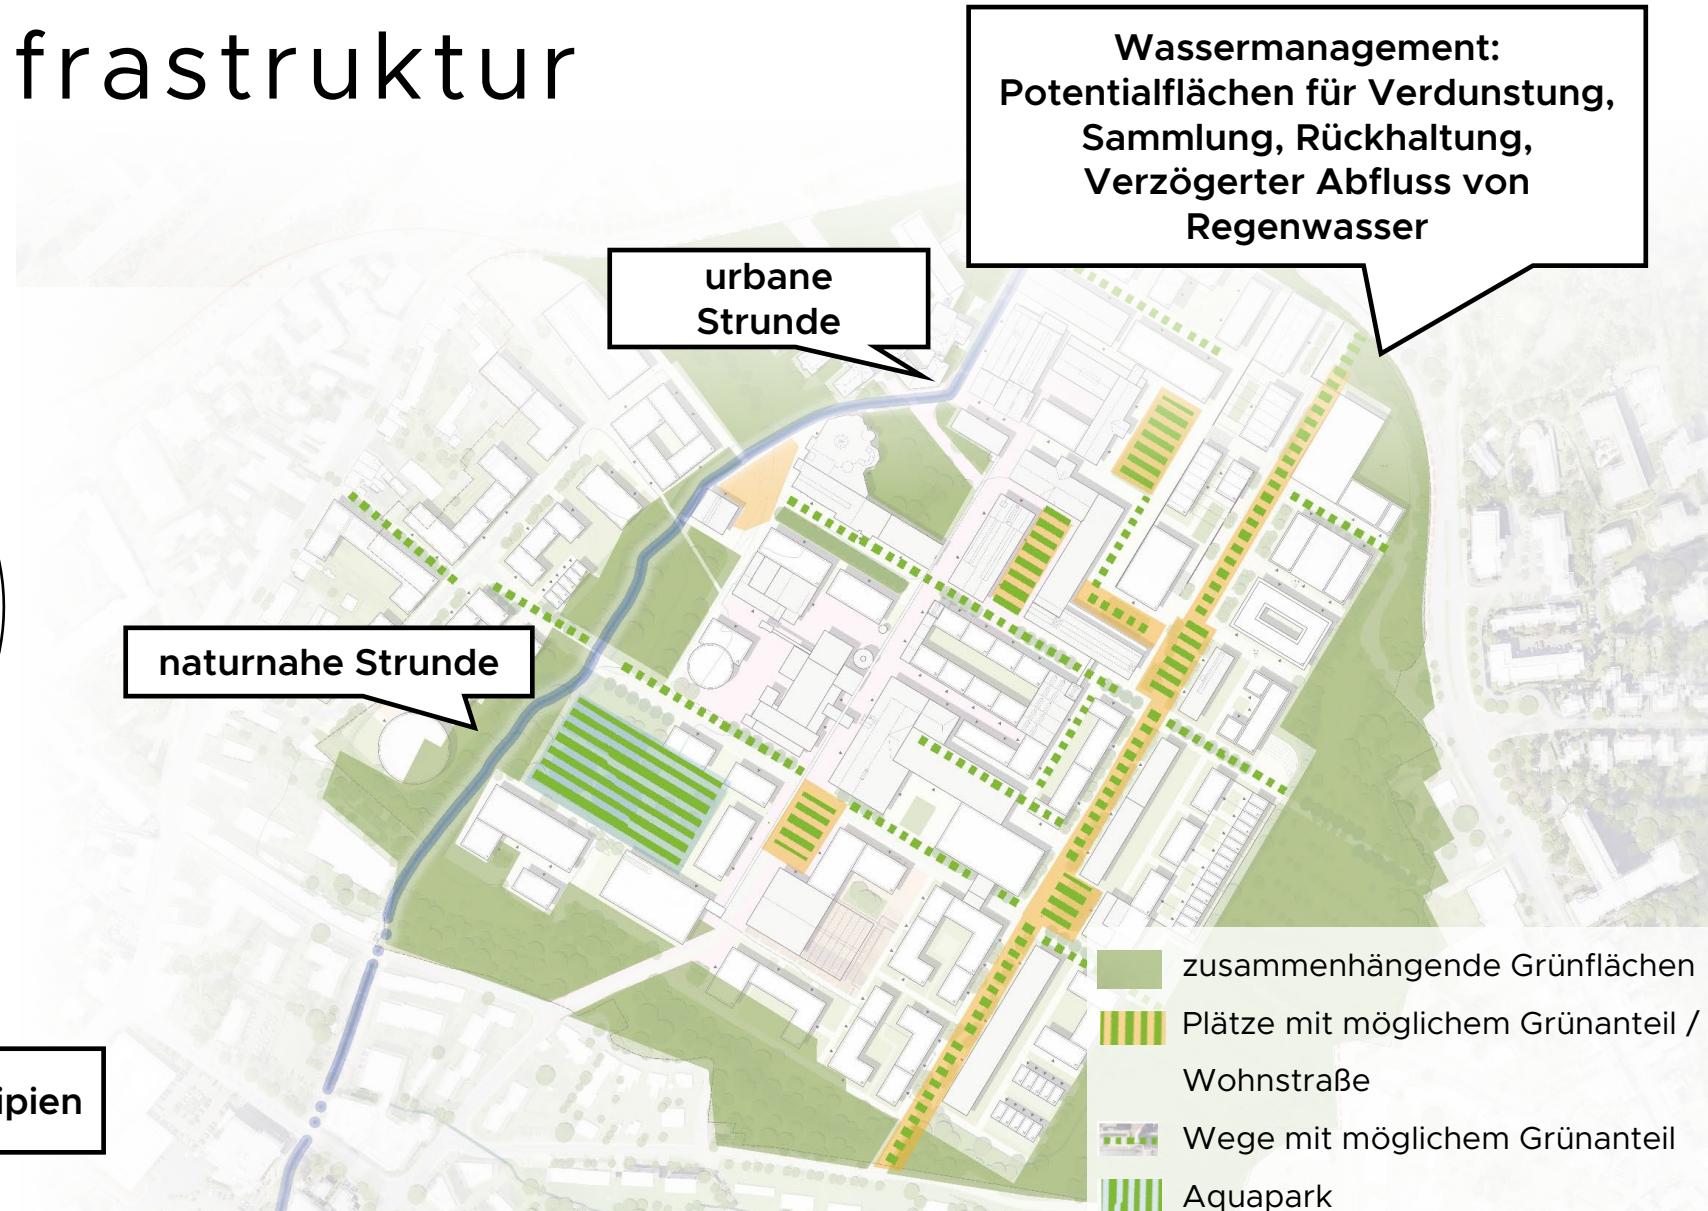 frastruktur
Wassermanagement:
Potentialflächen für Verdunstung,
Sammlung, Rückhaltung,
Verzögerter Abfluss von
Regenwasser
urbane
Strunde
naturnahe Strunde
ipien
zusammenhängende Grünflächen
Plätze mit möglichem Grünanteil /
Wohnstraße
Wege mit möglichem Grünanteil
Aquapark